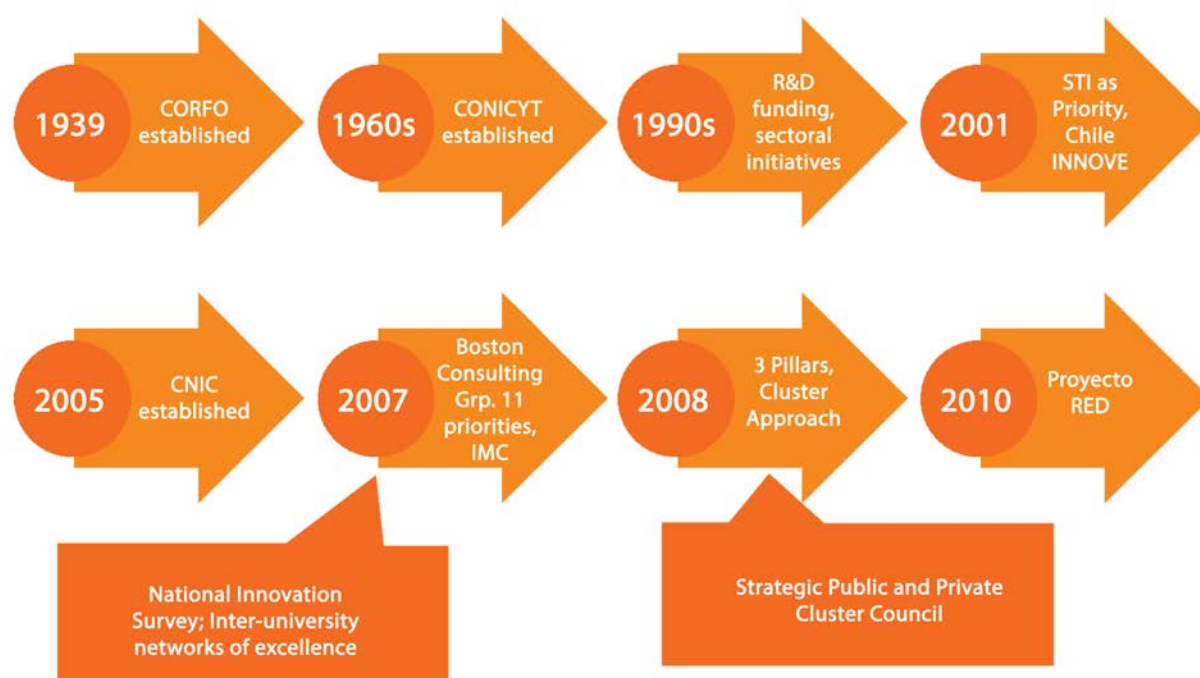 1939
CORFO
established
1960s
CONICYT
established
1990s
R&D
funding,
sectoral
initiatives
2001
STI as
Priority,
Chile
INNOVE
2005
CNIC
established
2007
Boston
Consulting
Grp. 11
priorities,
IMC
2008
3 Pillars,
Cluster
Approach
2010
Proyecto
RED
National Innovation
Survey; Inter-university
networks of excellence
Strategic Public and Private
Cluster Council